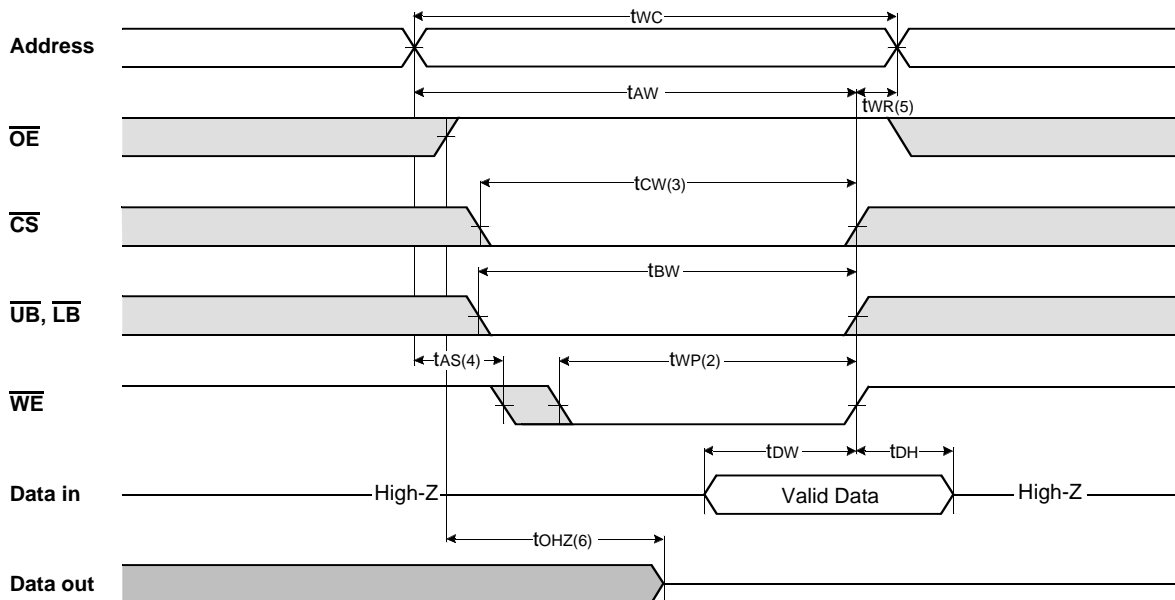 tWC
Address
tAW
tWR(5)
OE
tCW(3)
CS
tBW
UB, LB
tAS(4)
tWP(2)
WE
tDW
tDH
Data in
High-Z
Valid Data
High-Z
tOHZ(6)
Data out